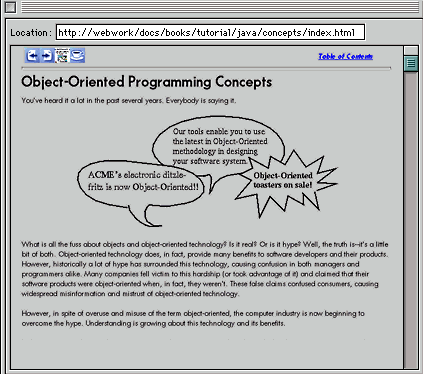 Location: http://webwork/docs/books/tutorial/java/concepts/index.html
Table of Contents
Object-Oriented Programming Concepts
You've heard it a lot in the past several years. Everybody is saying it.
Our tools enable you to use
the latest in Object-Oriented
methodology in designing
your software system.
ACME's electronic ditzle-
fritz is now Object-Oriented!!
Object-Oriented
toasters on sale!
What is all the fuss about objects and object-oriented technology? Is it real? Or is it hype? Well, the truth is--it's a little
bit of both. Object-oriented technology does, in fact, provide many benefits to software developers and their products.
However, historically a lot of hype has surrounded this technology, causing confusion in both managers and
programmers alike. Many companies fell victim to this hardship (or took advantage of it) and claimed that their
software products were object-oriented when, in fact, they weren't. These false claims confused consumers, causing
widespread misinformation and mistrust of object-oriented technology.
However, in spite of overuse and misuse of the term object-oriented, the computer industry is now beginning to
overcome the hype. Understanding is growing about this technology and its benefits.